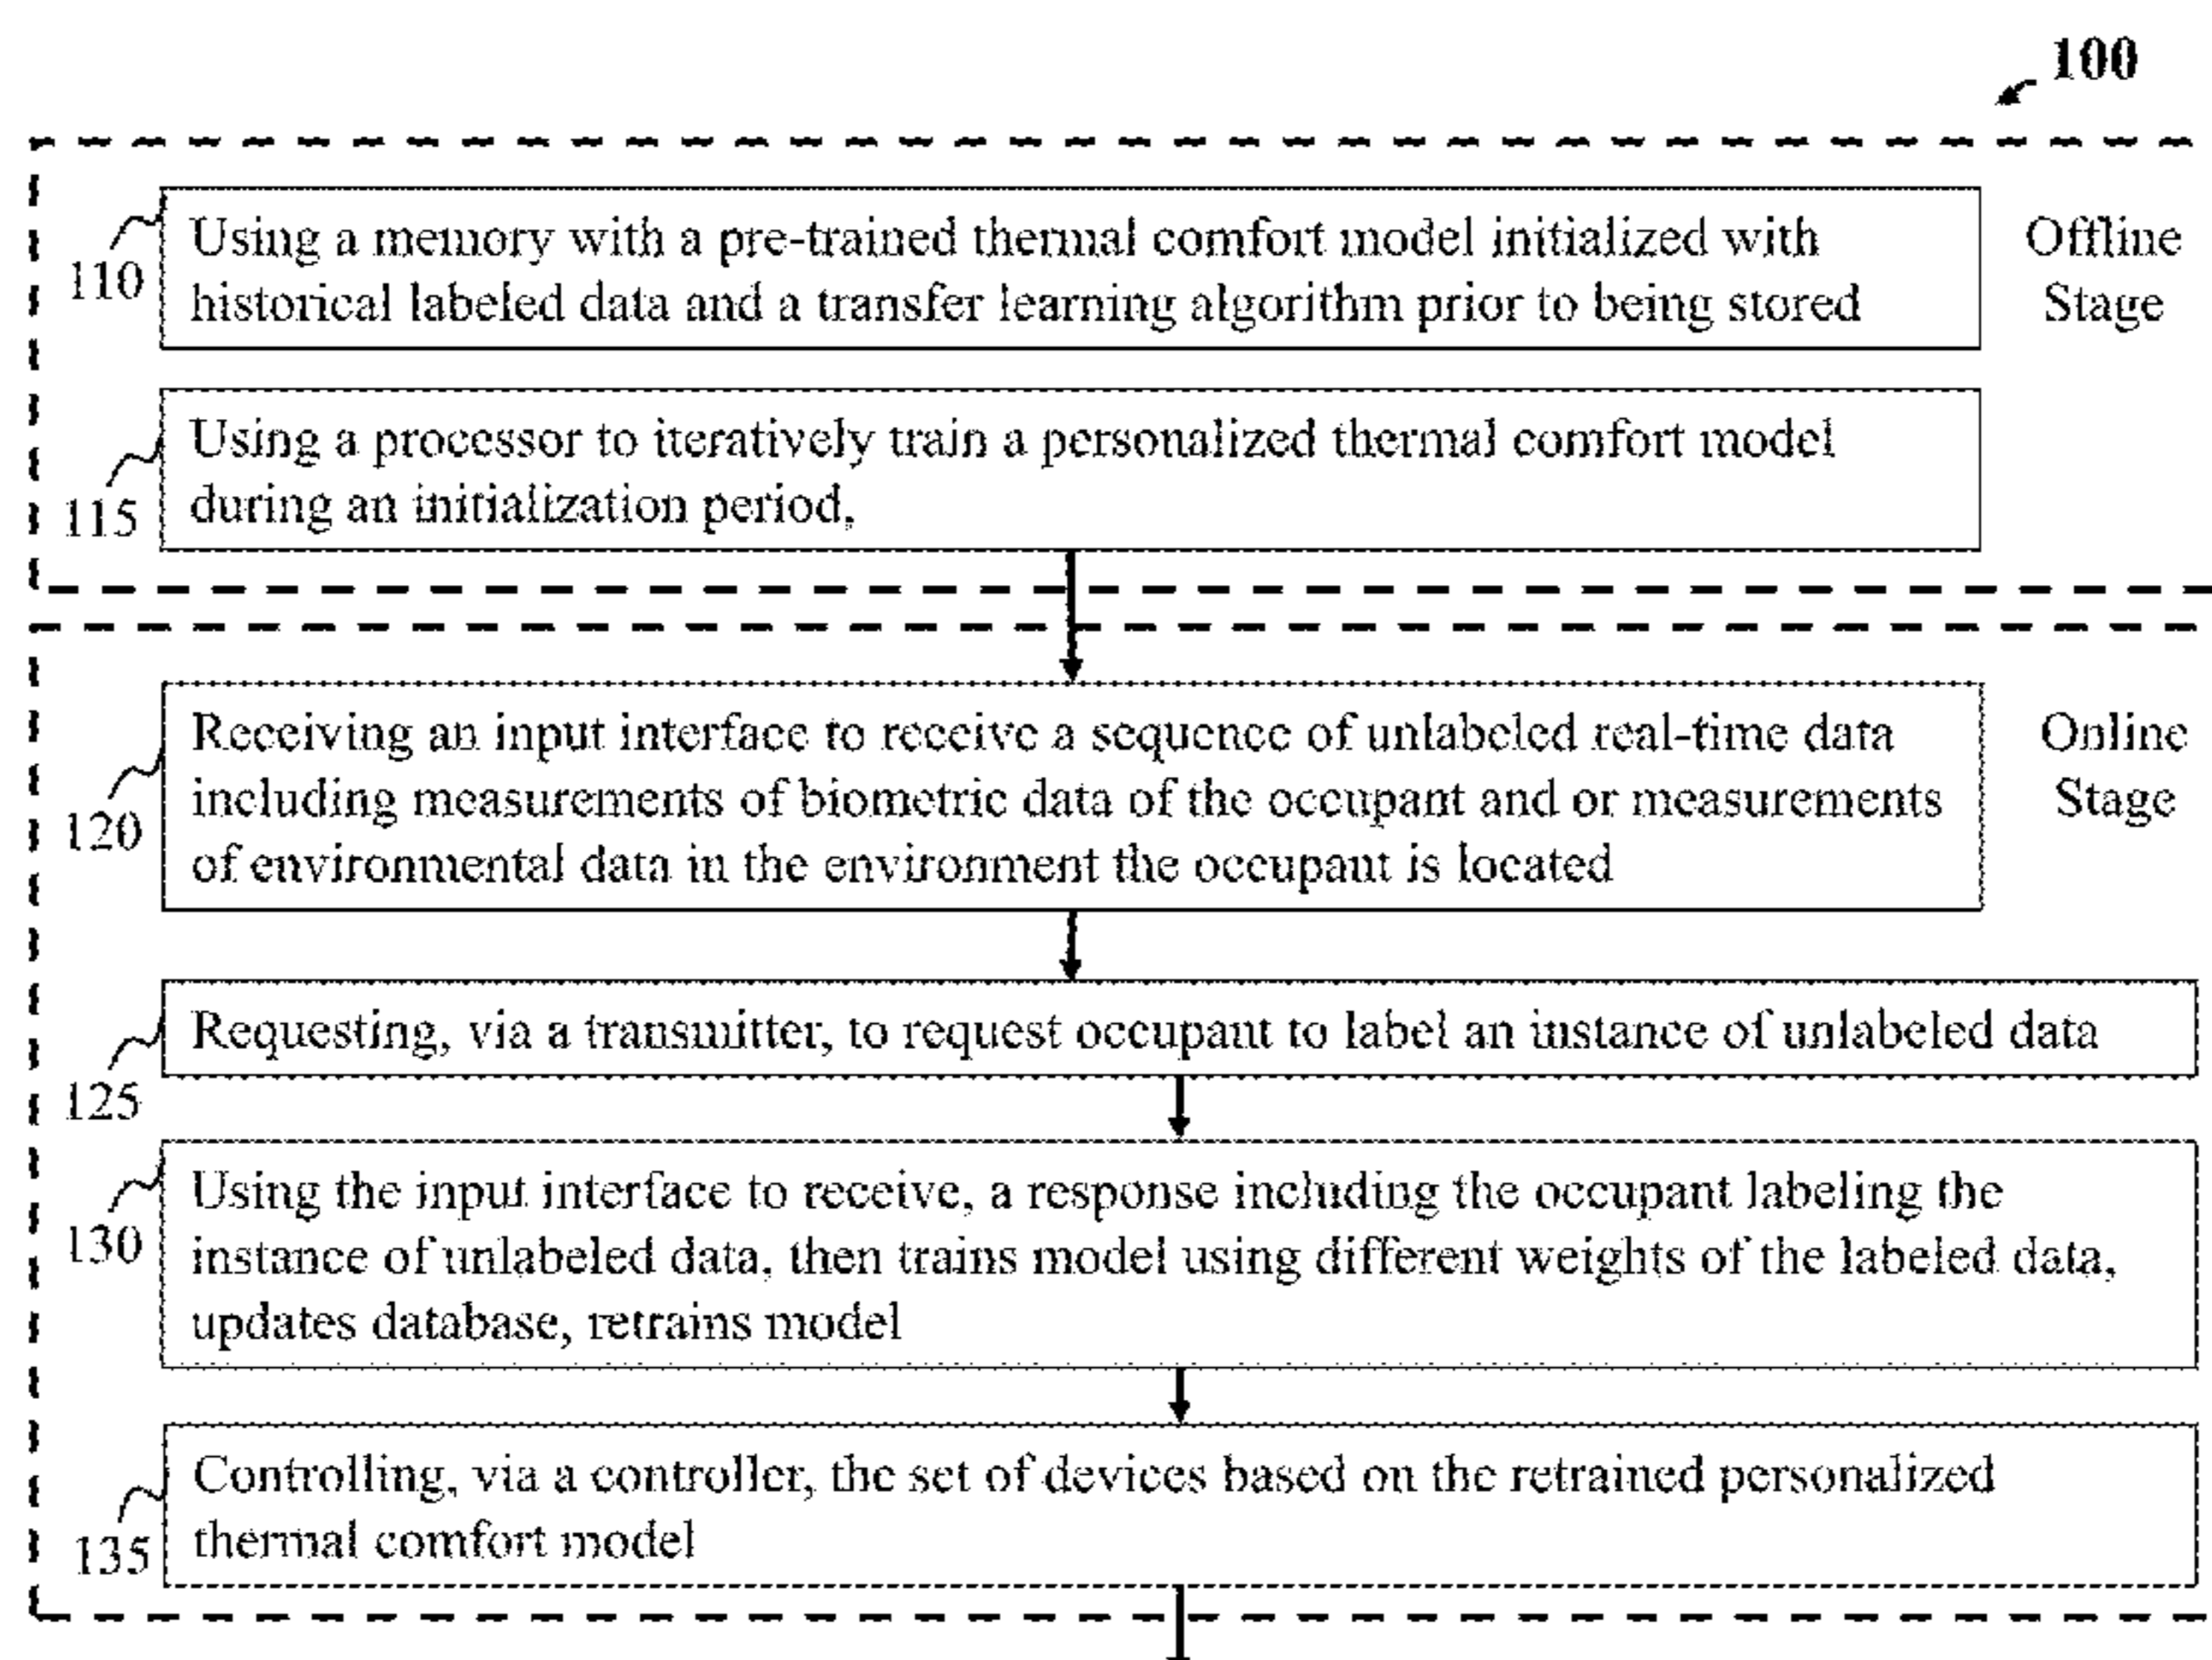 100
Using a memory with a pre-trained thermal comfort model initialized with
historical labeled data and a transfer learning algorithm prior to being stored
110
Offline
Stage
Using a processor to iteratively train a personalized thermal comfort model
during an initialization period,
115
Receiving an input interface to receive a sequence of unlabeled real-time data
including measurements of biometric data of the occupant and or measurements
of environmental data in the environment the occupant is located
120
Online
Stage
Requesting, via a transmitter, to request occupant to label an instance of unlabeled data
125
Using the input interface to receive, a response including the occupant labeling the
instance of unlabeled data, then trains model using different weights of the labeled data,
updates database, retrains model
130
Controlling, via a controller, the set of devices based on the retrained personalized
thermal comfort model
135